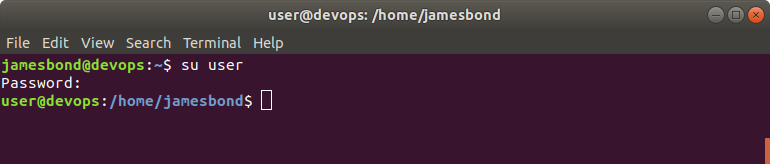 user@devops: /home/jamesbond
File Edit View Search Terminal Help
jamesbond@devops:~$ su user
Password:
user@devops:/home/jamesbond$